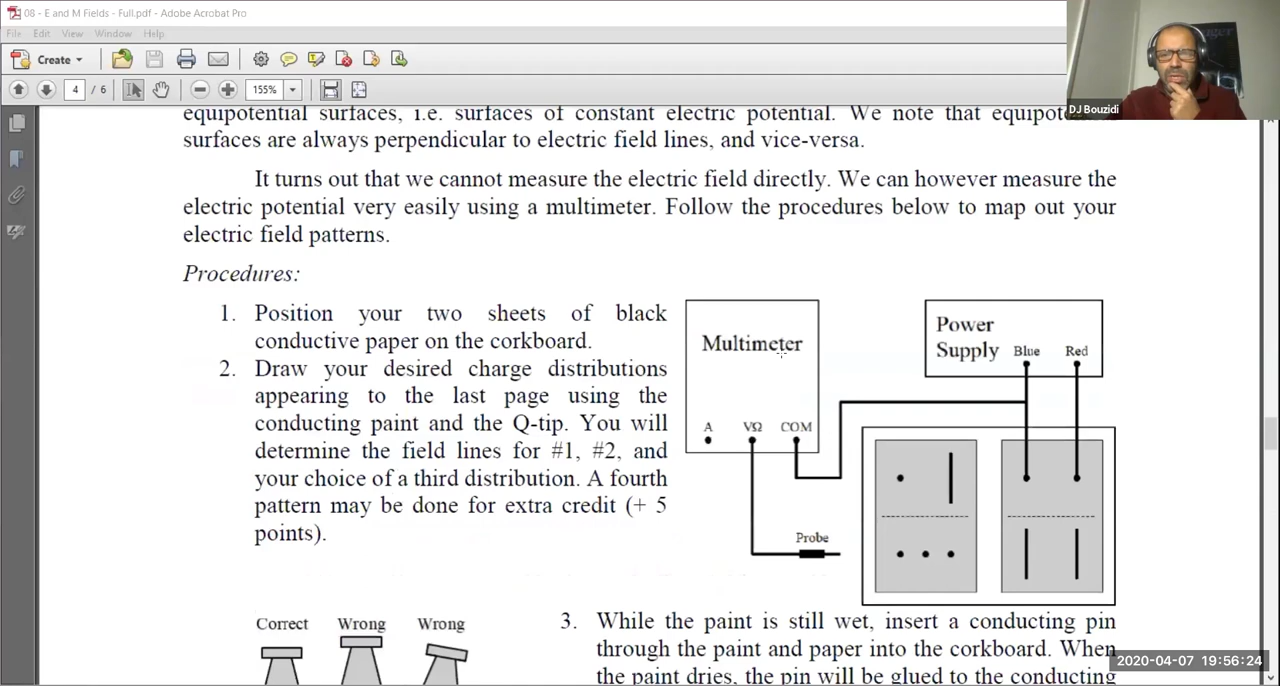 08 - E and M Fields - Full.pdf - Adobe Acrobat Pro
File Edit View Window Help
Create
4 / 6 155%
DJ Bouzidi
equipotential surfaces, i.e. surfaces of constant electric potential. We note that
surfaces are always perpendicular to electric field lines, and vice-versa.
It turns out that we cannot measure the electric field directly. We can however measure the
electric potential very easily using a multimeter. Follow the procedures below to map out your
electric field patterns.
Procedures:
1. Position your two sheets of black
conductive paper on the corkboard.
2. Draw your desired charge distributions
appearing to the last page using the
conducting paint and the Q-tip. You will
determine the field lines for #1, #2, and
your choice of a third distribution. A fourth
pattern may be done for extra credit (+ 5
points).
Multimeter
A VΩ COM
Probe
Power
Supply Blue Red
Correct Wrong Wrong
3. While the paint is still wet, insert a conducting pin
through the paint and paper into the corkboard. When
the paint dries, the pin will be glued to the conducting
2020-04-07 19:56:24